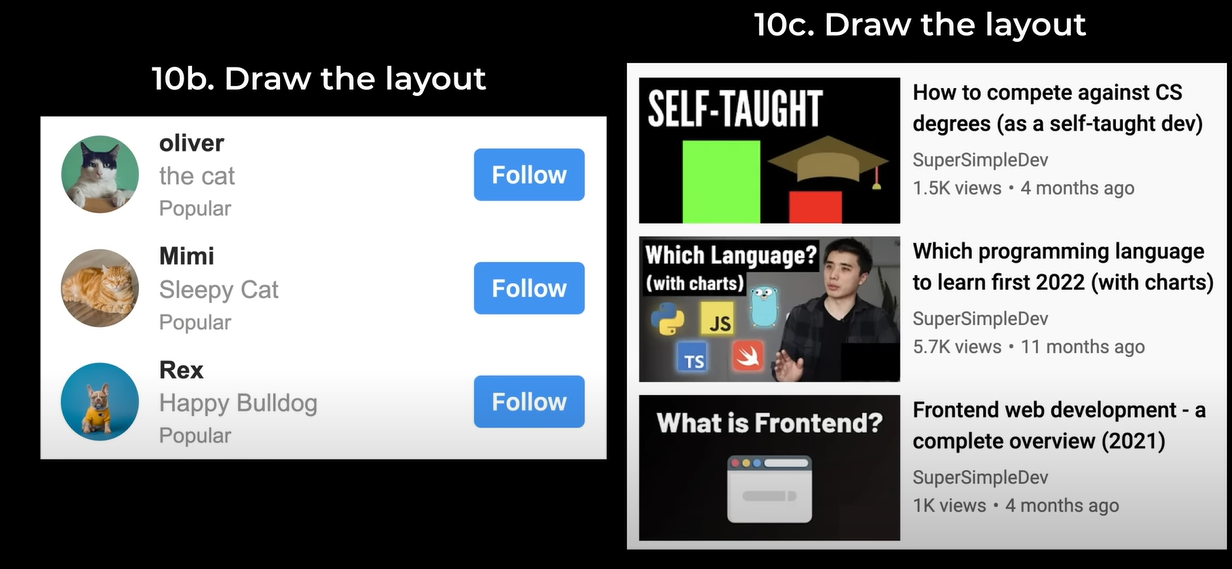 10b. Draw the layout
oliver
the cat
Popular
Follow
Mimi
Sleepy Cat
Popular
Follow
Rex
Happy Bulldog
Popular
Follow
10c. Draw the layout
SELF-TAUGHT
How to compete against CS
degrees (as a self-taught dev)
SuperSimpleDev
1.5K views • 4 months ago
Which Language?
(with charts)
JS
TS
Which programming language
to learn first 2022 (with charts)
SuperSimpleDev
5.7K views • 11 months ago
What is Frontend?
Frontend web development - a
complete overview (2021)
SuperSimpleDev
1K views • 4 months ago